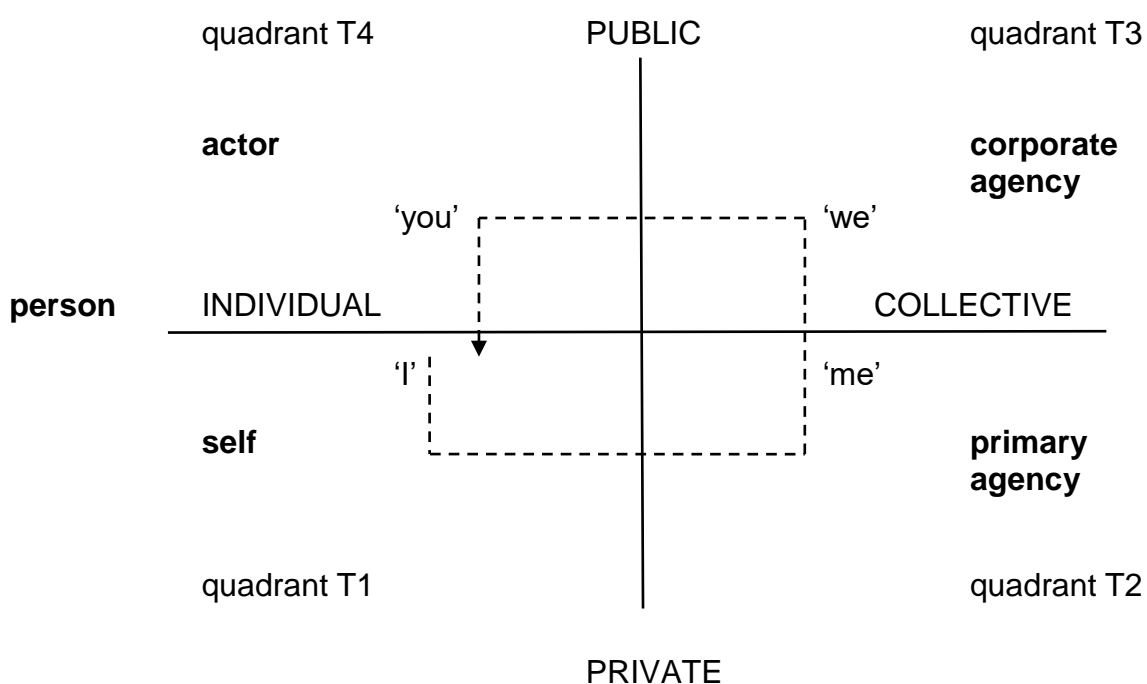 quadrant T4 PUBLIC quadrant T3
actor corporate
agency
‘you’ ‘we’
person INDIVIDUAL COLLECTIVE
‘I’ ‘me’
self primary
agency
quadrant T1 quadrant T2
PRIVATE